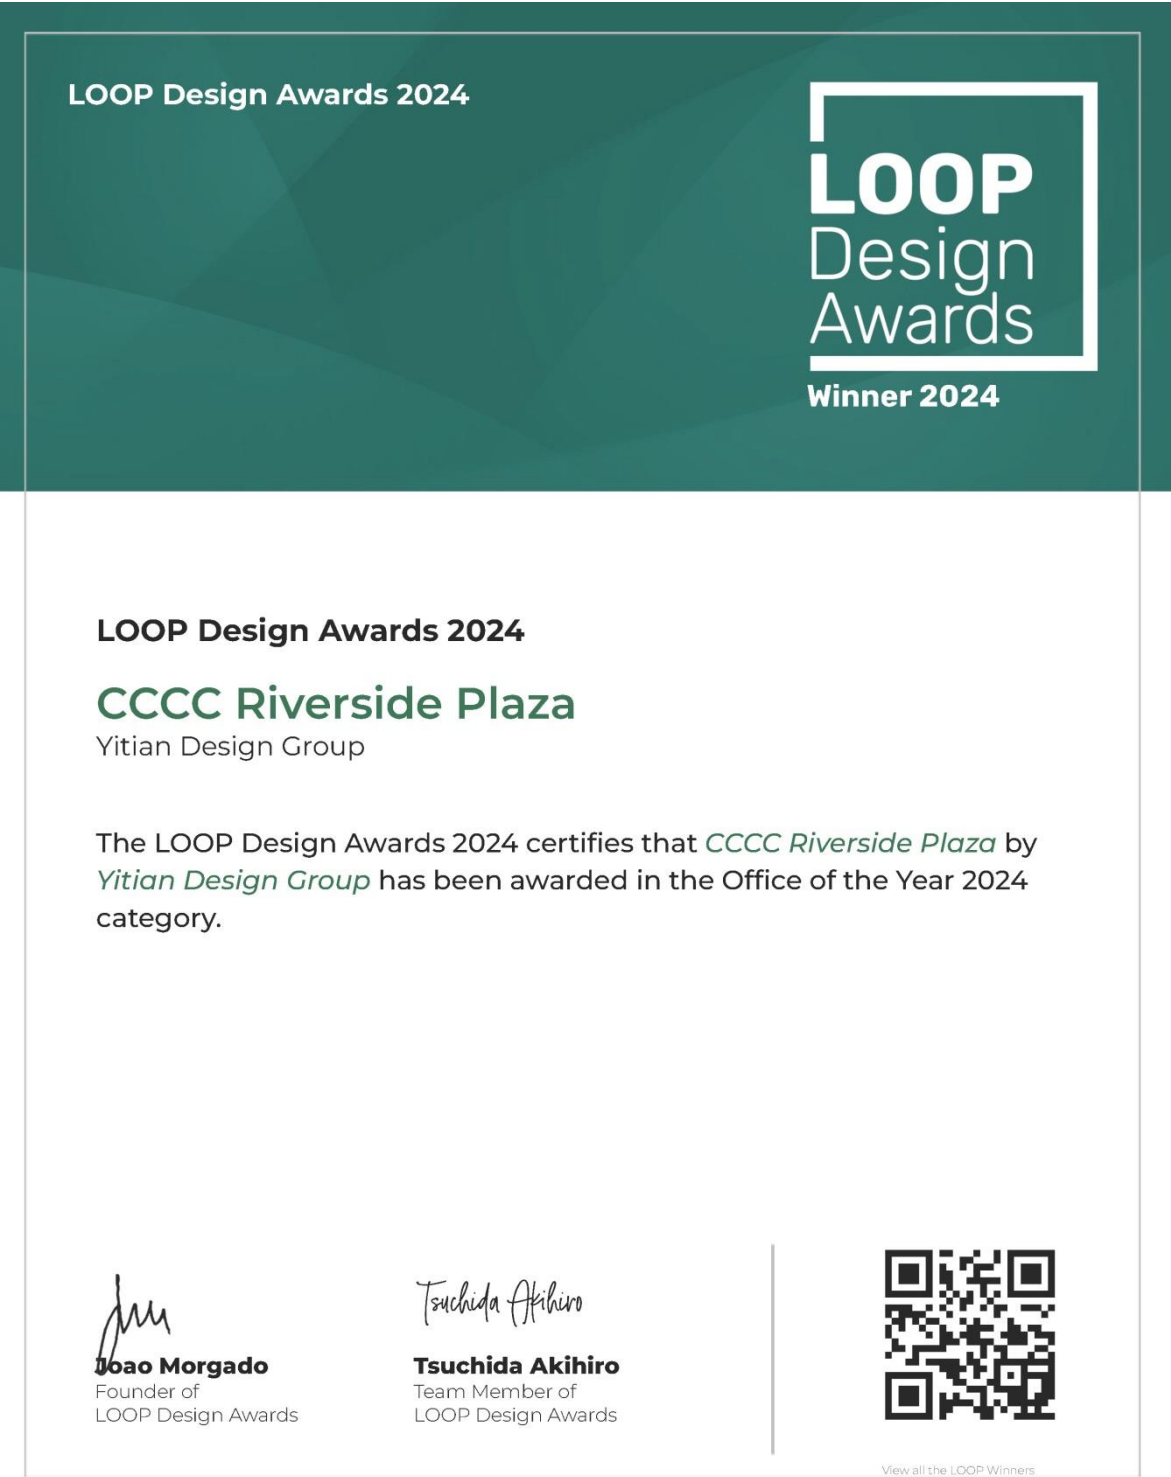 LOOP Design Awards 2024
LOOP
Design
Awards
Winner 2024
LOOP Design Awards 2024
CCCC Riverside Plaza
Yitian Design Group
The LOOP Design Awards 2024 certifies that CCCC Riverside Plaza by
Yitian Design Group has been awarded in the Office of the Year 2024
category.
Tsuchida Akihiro
Joao Morgado
Founder of
LOOP Design Awards
Tsuchida Akihiro
Team Member of
LOOP Design Awards
View all the LOOP Winners